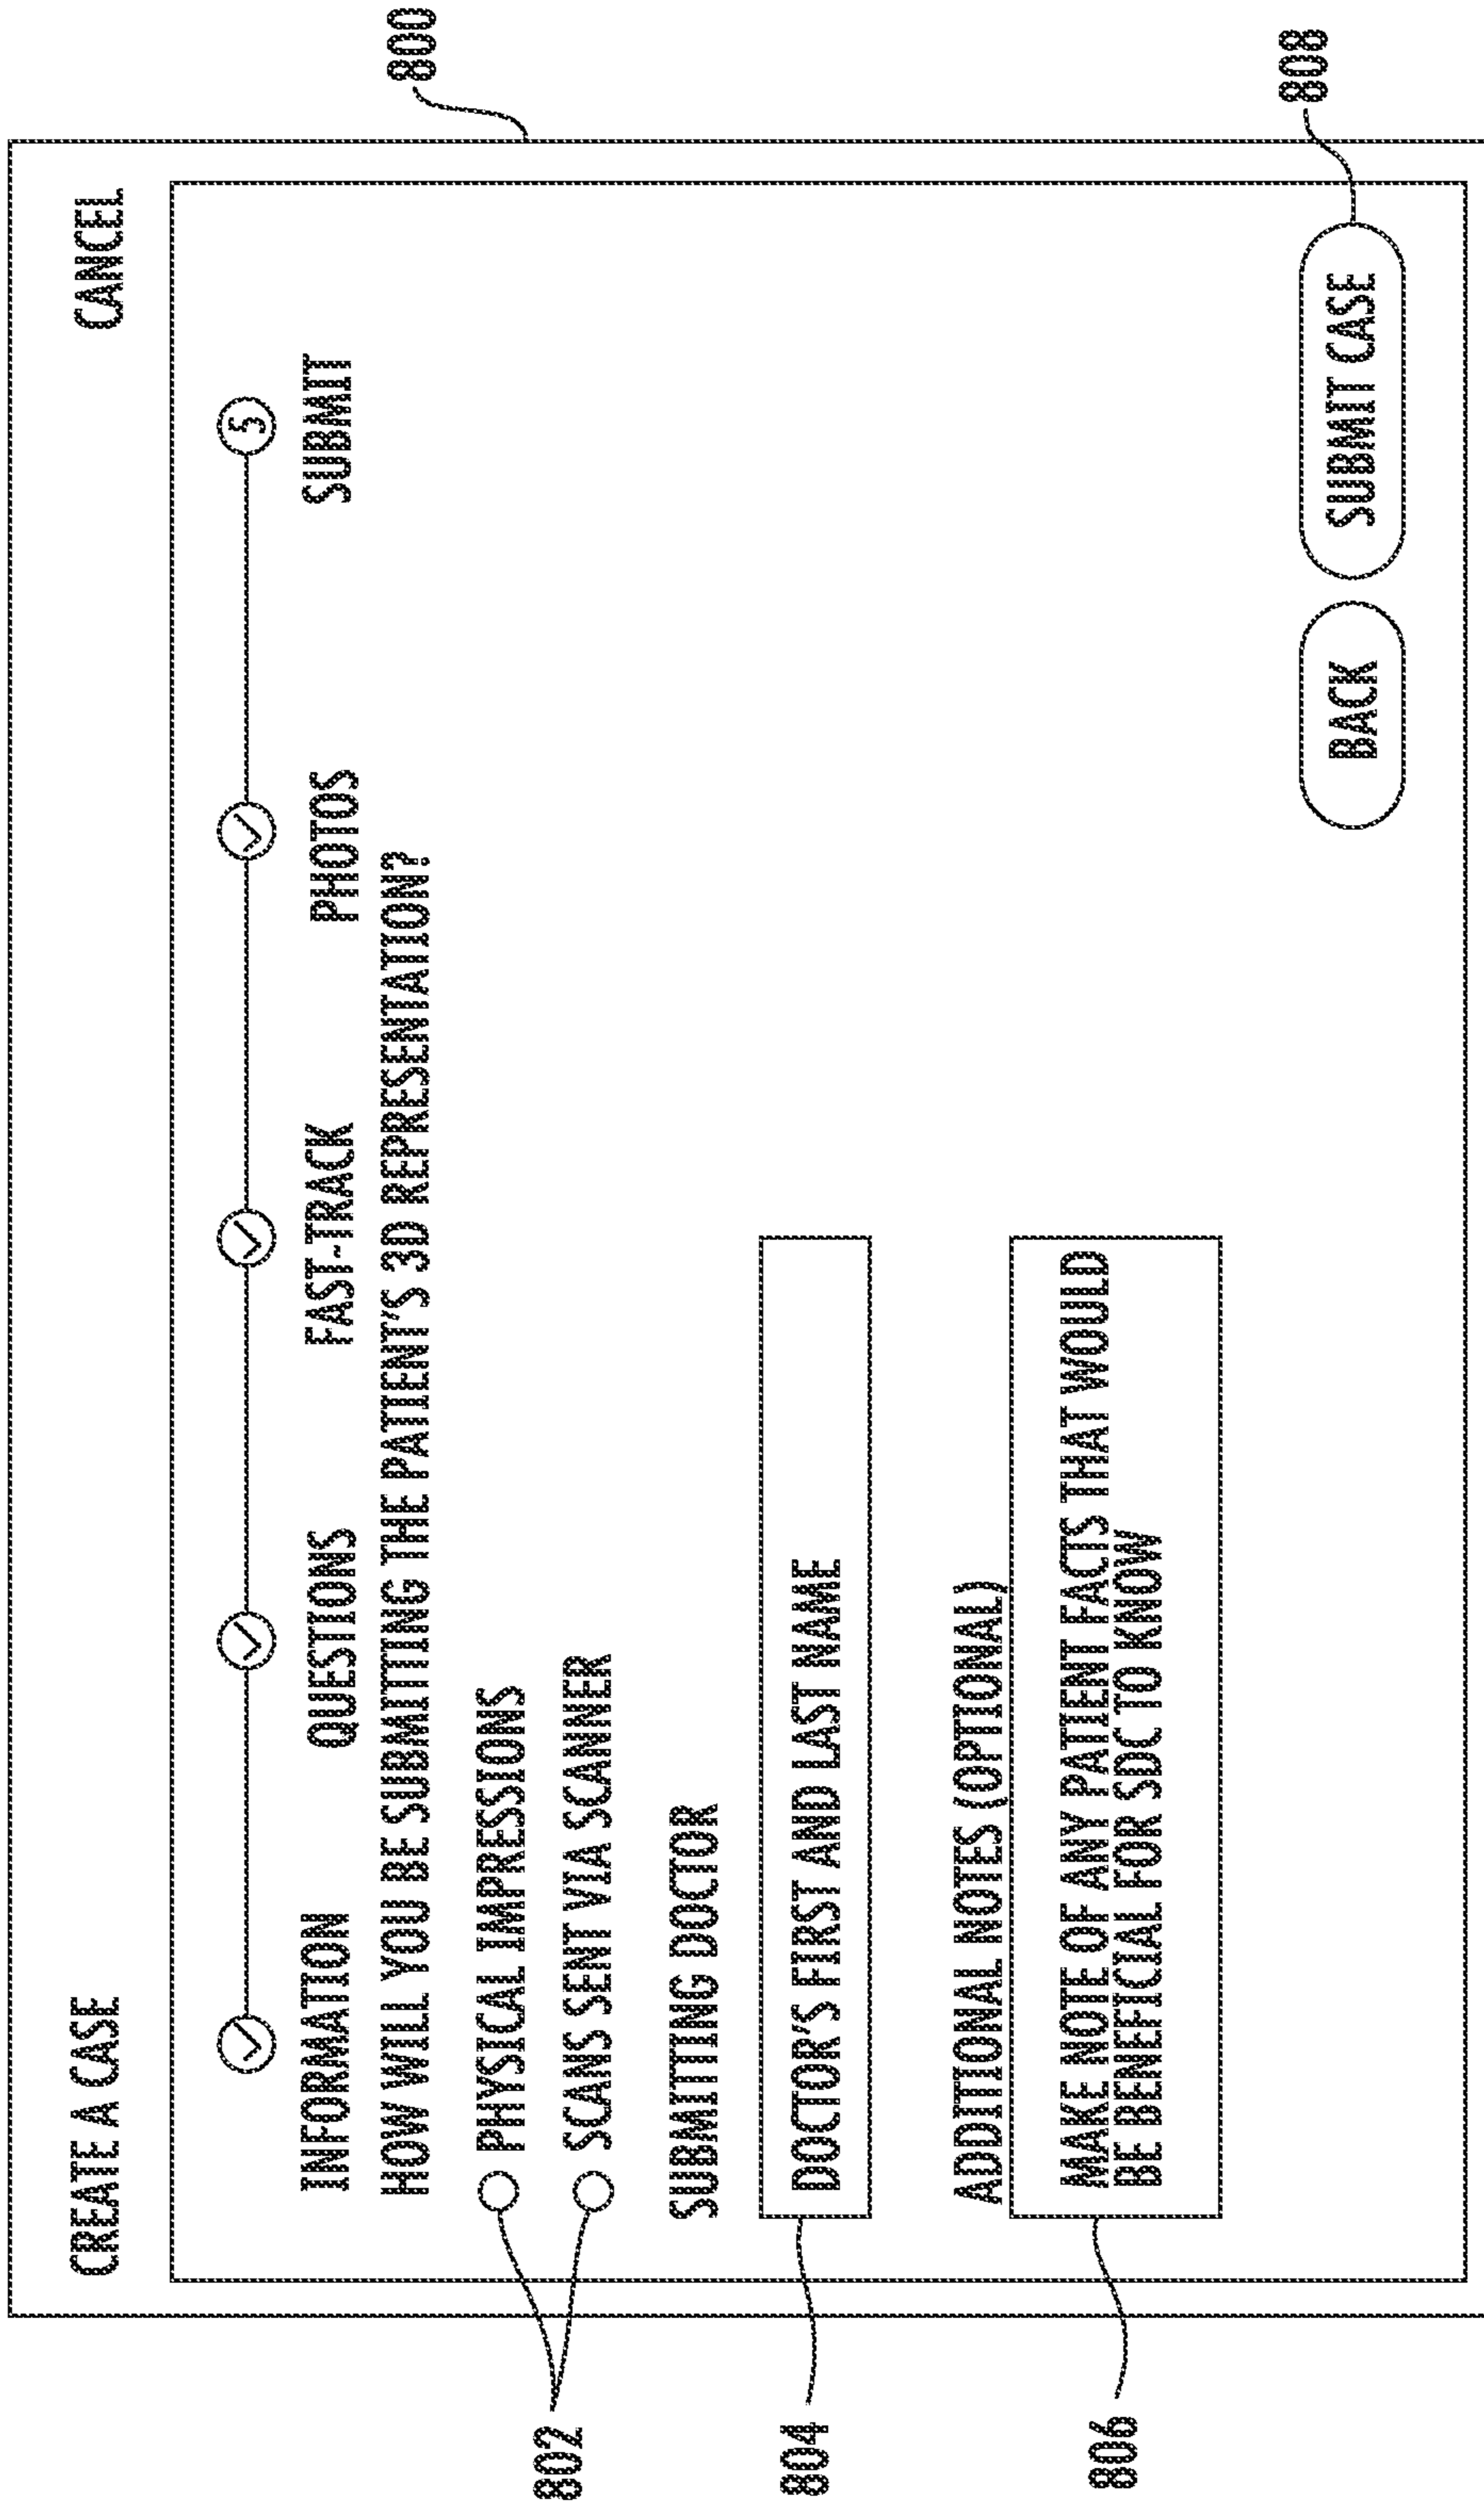 800
CREATE A CASE
CANCEL
5
INFORMATION
QUESTIONS
FAST-TRACK
PHOTOS
SUBMIT
HOW WILL YOU BE SUBMITTING THE PATIENT'S 3D REPRESENTATION?
802
PHYSICAL IMPRESSIONS
SCANS SENT VIA SCANNER
SUBMITTING DOCTOR
804
DOCTOR'S FIRST AND LAST NAME
ADDITIONAL NOTES (OPTIONAL)
806
MAKE NOTE OF ANY PATIENT FACTS THAT WOULD
BE BENEFICIAL FOR SDC TO KNOW
BACK
SUBMIT CASE
808